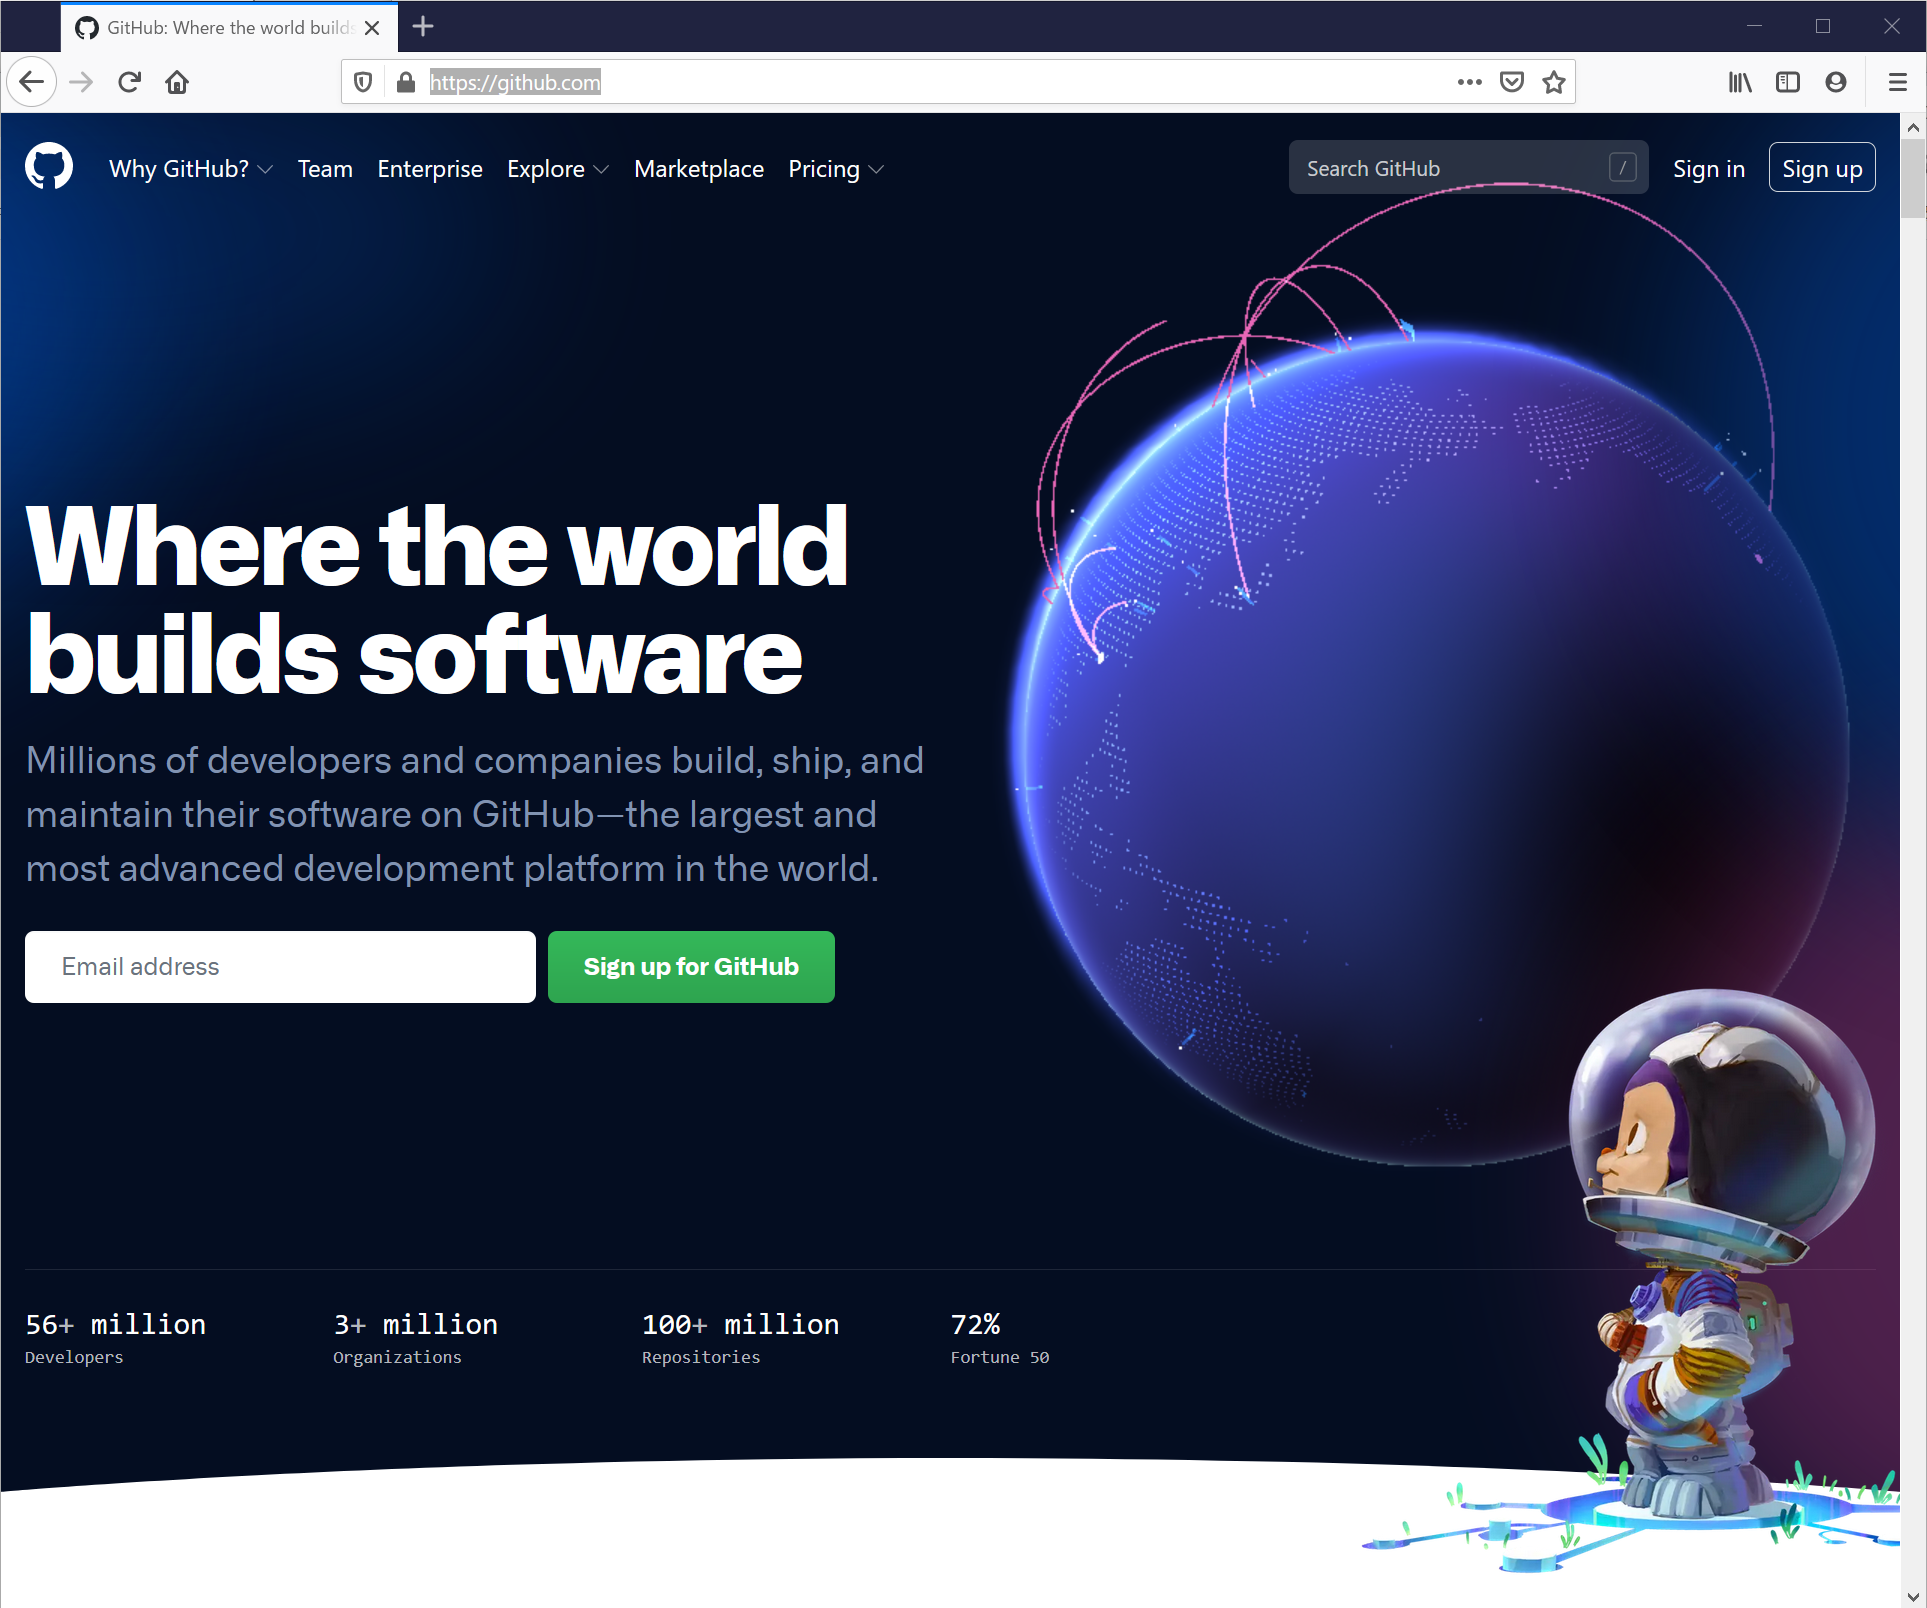 GitHub: Where the world builds
https://github.com
Why GitHub? Team Enterprise Explore Marketplace Pricing
Search GitHub /
Sign in
Sign up
Where the world
builds software
Millions of developers and companies build, ship, and
maintain their software on GitHub—the largest and
most advanced development platform in the world.
Email address
Sign up for GitHub
56+ million
Developers
3+ million
Organizations
100+ million
Repositories
72%
Fortune 50